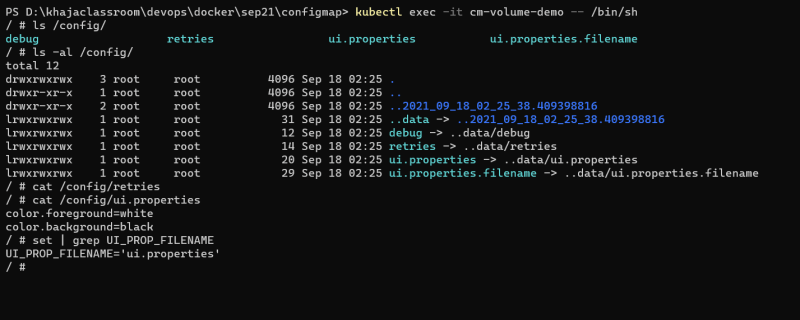 PS D:\khajaclassroom\devops\docker\sep21\configmap> kubectl exec -it cm-volume-demo -- /bin/sh
/ # ls /config/
debug                retries                ui.properties         ui.properties.filename
/ # ls -al /config/
total 12
drwxrwxrwx    3 root     root          4096 Sep 18 02:25 .
drwxr-xr-x    1 root     root          4096 Sep 18 02:25 ..
drwxr-xr-x    2 root     root          4096 Sep 18 02:25 ..2021_09_18_02_25_38.409398816
lrwxrwxrwx    1 root     root            31 Sep 18 02:25 ..data -> ..2021_09_18_02_25_38.409398816
lrwxrwxrwx    1 root     root            12 Sep 18 02:25 debug -> ..data/debug
lrwxrwxrwx    1 root     root            14 Sep 18 02:25 retries -> ..data/retries
lrwxrwxrwx    1 root     root            20 Sep 18 02:25 ui.properties -> ..data/ui.properties
lrwxrwxrwx    1 root     root            29 Sep 18 02:25 ui.properties.filename -> ..data/ui.properties.filename
/ # cat /config/retries
/ # cat /config/ui.properties
color.foreground=white
color.background=black
/ # set | grep UI_PROP_FILENAME
UI_PROP_FILENAME='ui.properties'
/ #